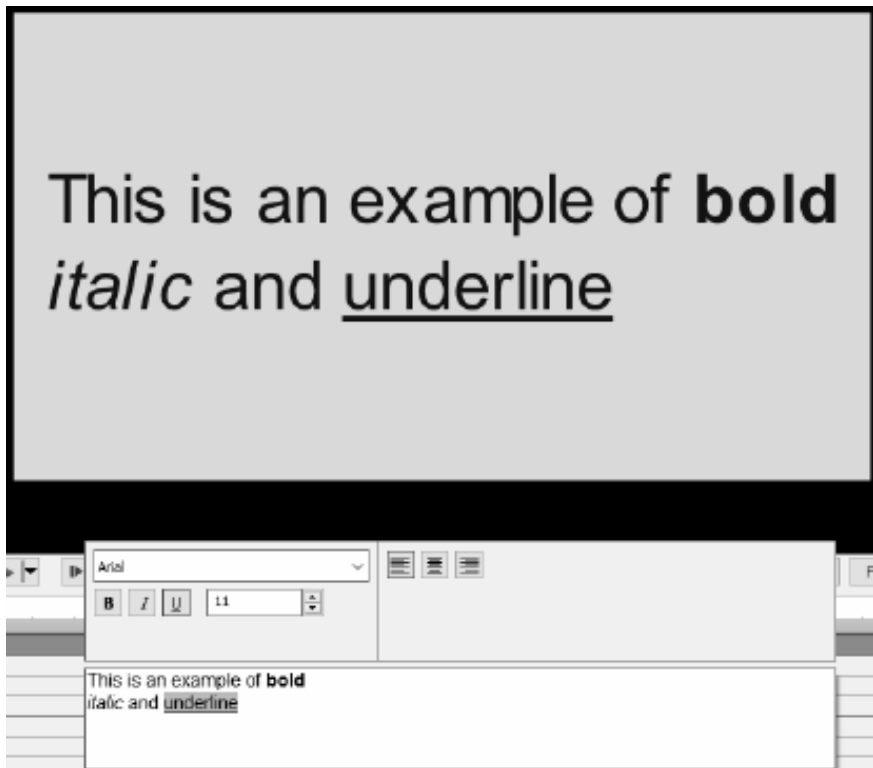 This is an example of bold
italic and underline
Arial
B I U 11
This is an example of bold
italic and underline